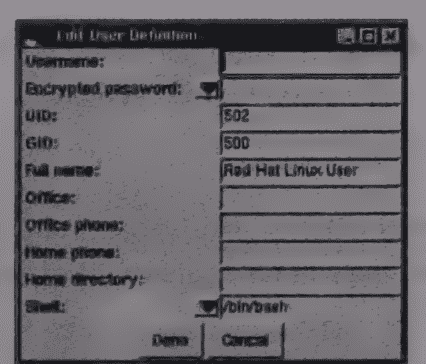 Edit User Definition
Username:
Encrypted password:
UID: 502
GID: 500
Full name: Red Hat Linux User
Office:
Office phone:
Home phone:
Home directory:
Shell: /bin/bash
Done Cancel